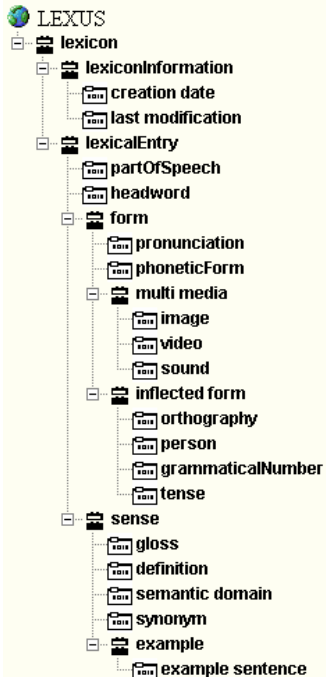 LEXUS
lexicon
lexiconInformation
creation date
last modification
lexicalEntry
partOfSpeech
headword
form
pronunciation
phoneticForm
multi media
image
video
sound
inflected form
orthography
person
grammaticalNumber
tense
sense
gloss
definition
semantic domain
synonym
example
example sentence